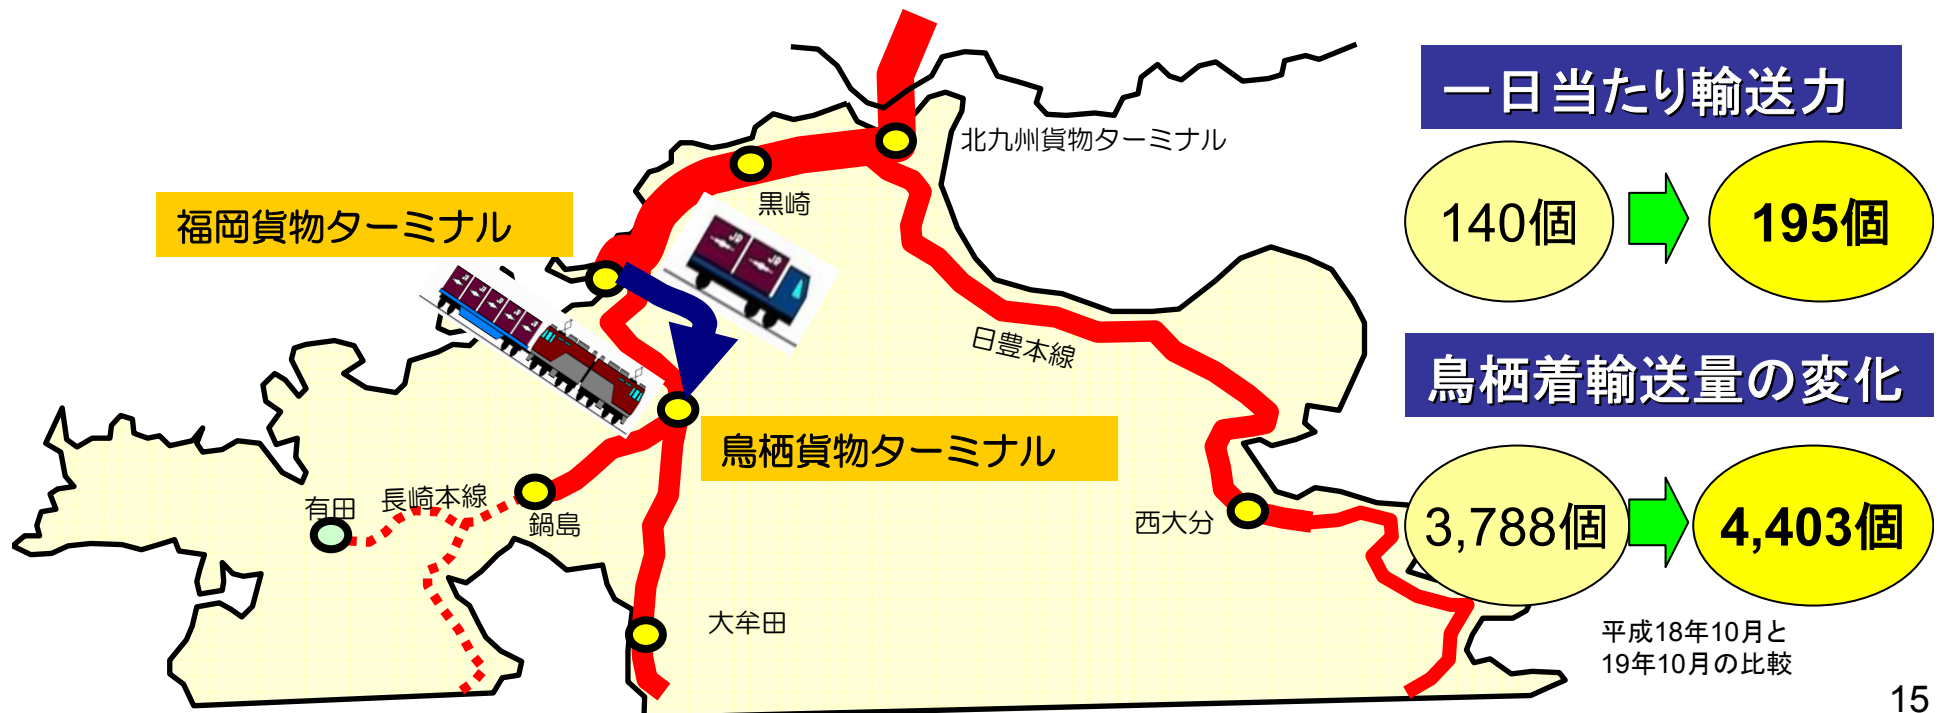 一日当たり輸送力
北九州貨物ターミナル
黒崎
福岡貨物ターミナル
140個
195個
日豊本線
鳥栖着輸送量の変化
鳥栖貨物ターミナル
有田
長崎本線
鍋島
西大分
3,788個
4,403個
大牟田
平成18年10月と
19年10月の比較
15